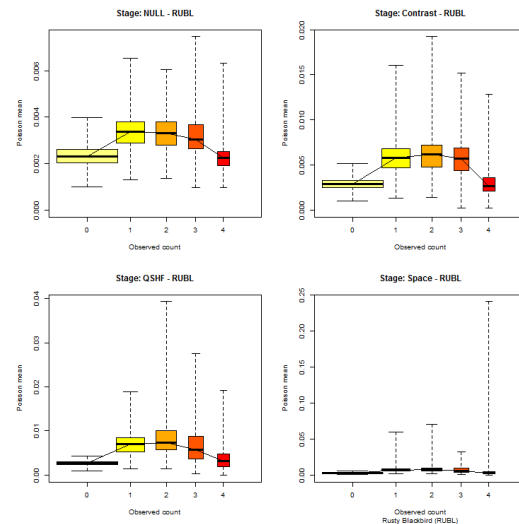 Stage: NULL - RUBL
Poisson mean
0.006
0.004
0.002
0.000
0 1 2 3 4
Observed count
Stage: Contrast - RUBL
Poisson mean
0.020
0.015
0.010
0.005
0.000
0 1 2 3 4
Observed count
Stage: QSHF - RUBL
Poisson mean
0.04
0.03
0.02
0.01
0.00
0 1 2 3 4
Observed count
Stage: Space - RUBL
Poisson mean
0.25
0.20
0.15
0.10
0.05
0.00
0 1 2 3 4
Observed count
Rusty Blackbird (RUBL)